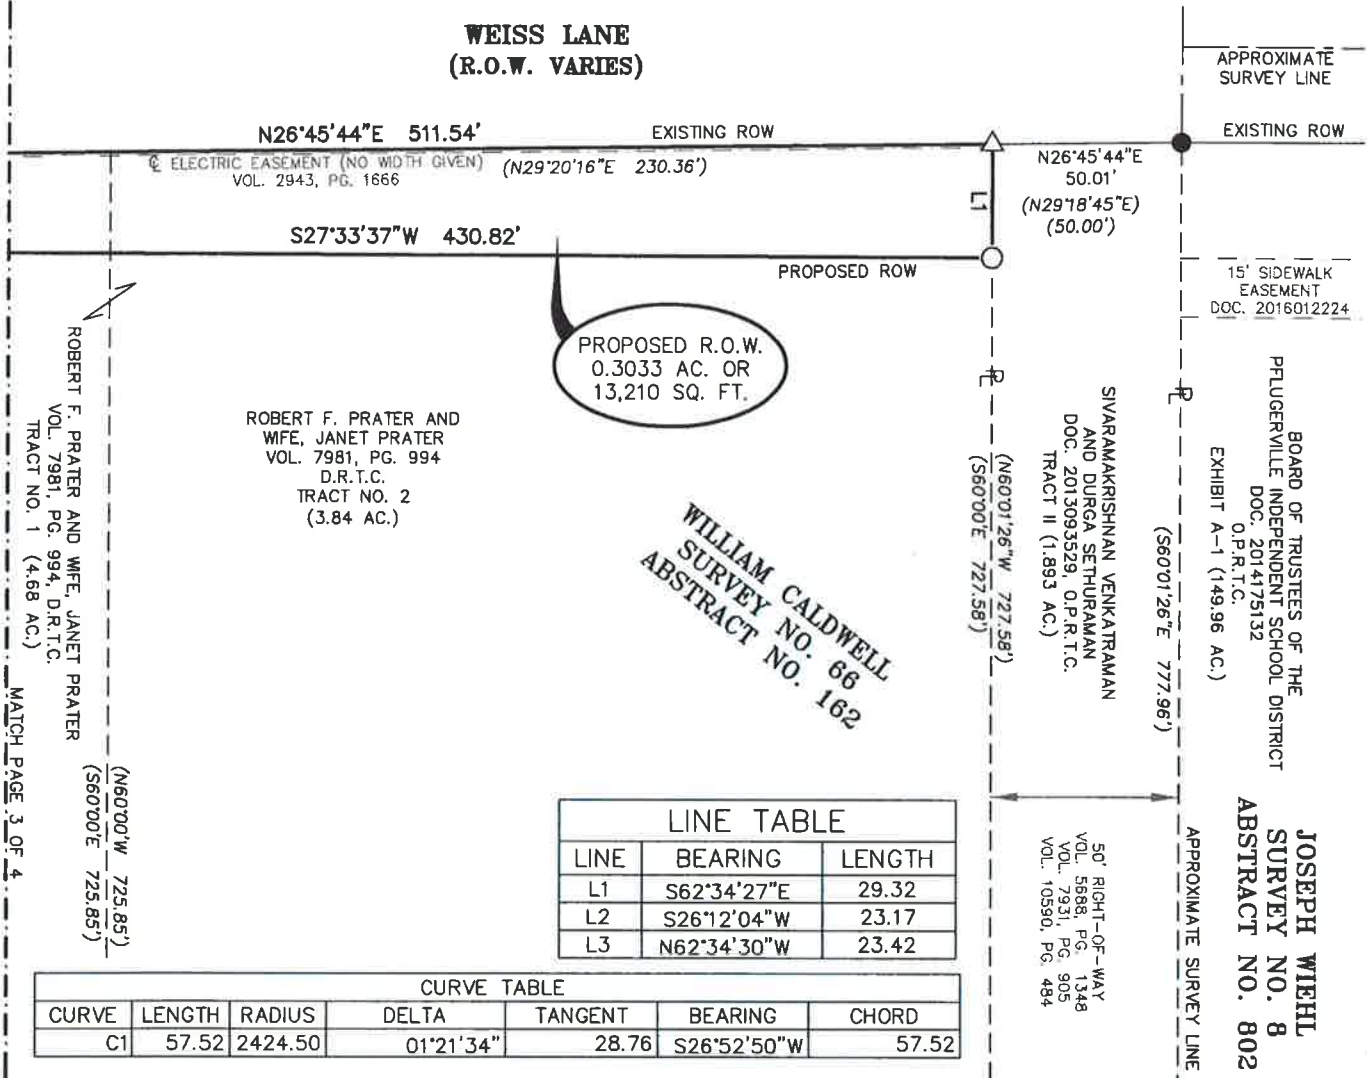 WEISS LANE
(R.O.W. VARIES)
APPROXIMATE
SURVEY LINE
N26°45'44"E 511.54'
EXISTING ROW
EXISTING ROW
℄ ELECTRIC EASEMENT (NO WIDTH GIVEN)
VOL. 2943, PG. 1666
(N29°20'16"E 230.36')
N26°45'44"E
50.01'
(N29°18'45"E)
(50.00')
L1
S27°33'37"W 430.82'
PROPOSED ROW
15' SIDEWALK
EASEMENT
DOC. 2016012224
PROPOSED R.O.W.
0.3033 AC. OR
13,210 SQ. FT.
ROBERT F. PRATER AND WIFE, JANET PRATER
VOL. 7981, PG. 994, D.R.T.C.
TRACT NO. 1 (4.68 AC.)
ROBERT F. PRATER AND
WIFE, JANET PRATER
VOL. 7981, PG. 994
D.R.T.C.
TRACT NO. 2
(3.84 AC.)
WILLIAM CALDWELL
SURVEY NO. 66
ABSTRACT NO. 162
PL
(N60°01'26"W 727.58')
(S60°00'E 727.58')
SIVARAMAKRISHNAN VENKATRAMAN
AND DURGA SETHURAMAN
DOC. 2013093529, O.P.R.T.C.
TRACT II (1.893 AC.)
PL
(S60°01'26"E 777.96')
BOARD OF TRUSTEES OF THE
PFLUGERVILLE INDEPENDENT SCHOOL DISTRICT
DOC. 2014175132
O.P.R.T.C.
EXHIBIT A-1 (149.96 AC.)
MATCH PAGE 3 OF 4
(N60°00'W 725.85')
(S60°00'E 725.85')
50' RIGHT-OF-WAY
VOL. 5688, PG. 1348
VOL. 7931, PG. 905
VOL. 10590, PG. 484
APPROXIMATE SURVEY LINE
JOSEPH WIEHL
SURVEY NO. 8
ABSTRACT NO. 802
LINE TABLE
LINE BEARING LENGTH
L1 S62°34'27"E 29.32
L2 S26°12'04"W 23.17
L3 N62°34'30"W 23.42
CURVE TABLE
CURVE LENGTH RADIUS DELTA TANGENT BEARING CHORD
C1 57.52 2424.50 01°21'34" 28.76 S26°52'50"W 57.52